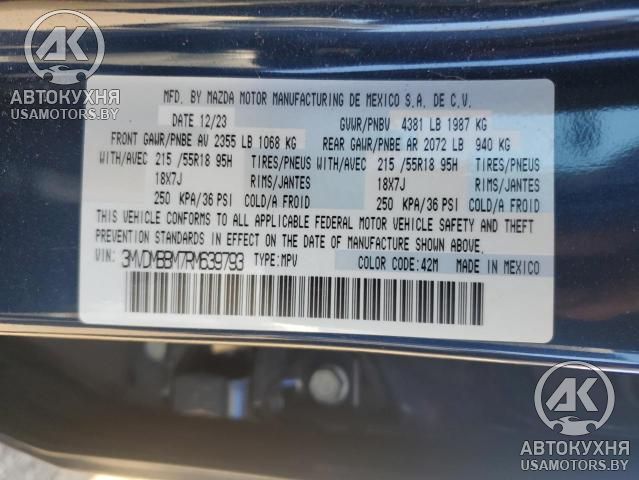 AK
АВТОКУХНЯ
USAMOTORS.BY/RU
MFD. BY MAZDA MOTOR MANUFACTURING DE MEXICO S.A. DE C.V.
DATE 12/23 GVWR/PNBV 4381 LB 1987 KG
FRONT GAWR/PNBE AV 2355 LB 1068 KG REAR GAWR/PNBE AR 2072 LB 940 KG
WITH/AVEC 215 /55R18 95H TIRES/PNEUS WITH/AVEC 215 /55R18 95H TIRES/PNEUS
18X7J RIMS/JANTES 18X7J RIMS/JANTES
250 KPA/36 PSI COLD/A FROID 250 KPA/36 PSI COLD/A FROID
THIS VEHICLE CONFORMS TO ALL APPLICABLE FEDERAL MOTOR VEHICLE SAFETY AND THEFT
PREVENTION STANDARDS IN EFFECT ON THE DATE OF MANUFACTURE SHOWN ABOVE.
VIN: 3MVDMBBM7RM639793 TYPE:MPV COLOR CODE:42M MADE IN MEXICO
AK
АВТОКУХНЯ
USAMOTORS.BY/RU